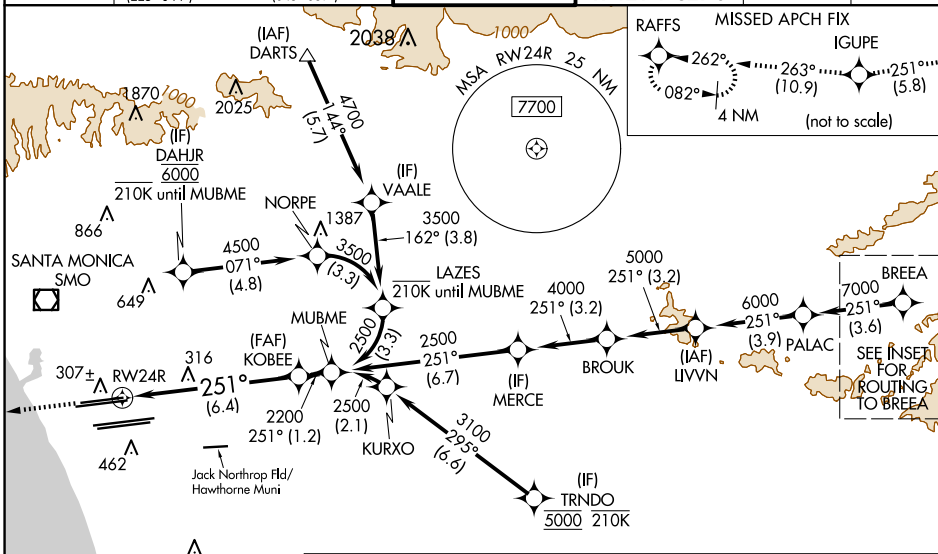 (IAF)
DARTS
2038
1000
MISSED APCH FIX
RAFFS
262°
082°
4 NM
263°
(10.9)
IGUPE
251°
(5.8)
(not to scale)
MSA RW24R 25 NM
7700
1870
1000
2025
4700
144°
(5.7)
(IF)
DAHJR
6000
210K until MUBME
(IF)
VAALE
NORPE
1387
3500
162° (3.8)
866
SANTA MONICA
SMO
649
4500
071°
(4.8)
3500
(3.3)
LAZES
210K until MUBME
2500
(3.3)
MUBME
(FAF)
KOBEE
316
307±
RW24R
251°
(6.4)
2200
251° (1.2)
2500
(2.1)
KURXO
2500
251°
(6.7)
(IF)
MERCE
4000
251° (3.2)
BROUK
5000
251° (3.2)
(IAF)
LIVVN
6000
251°
(3.9)
PALAC
7000
251°
(3.6)
BREEA
SEE INSET
FOR
ROUTING
TO BREEA
3100
295°
(6.6)
(IF)
TRNDO
5000 210K
462
Jack Northrop Fld/
Hawthorne Muni